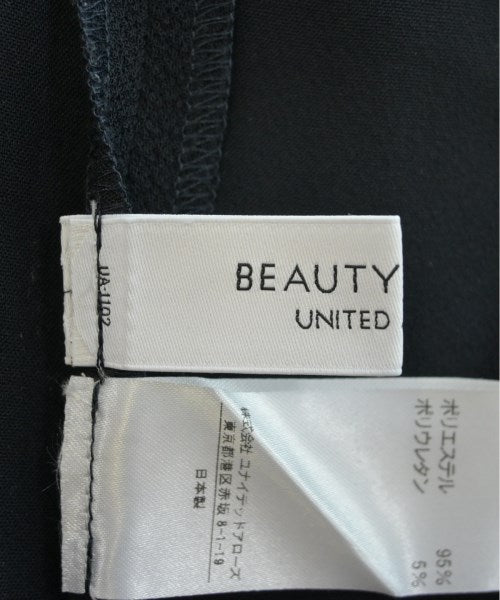 BEAUTY
UNITED
UA-1102
ポリエステル 95%
ポリウレタン 5%
株式会社 ユナイテッドアローズ
東京都港区赤坂 8-1-19
日本製